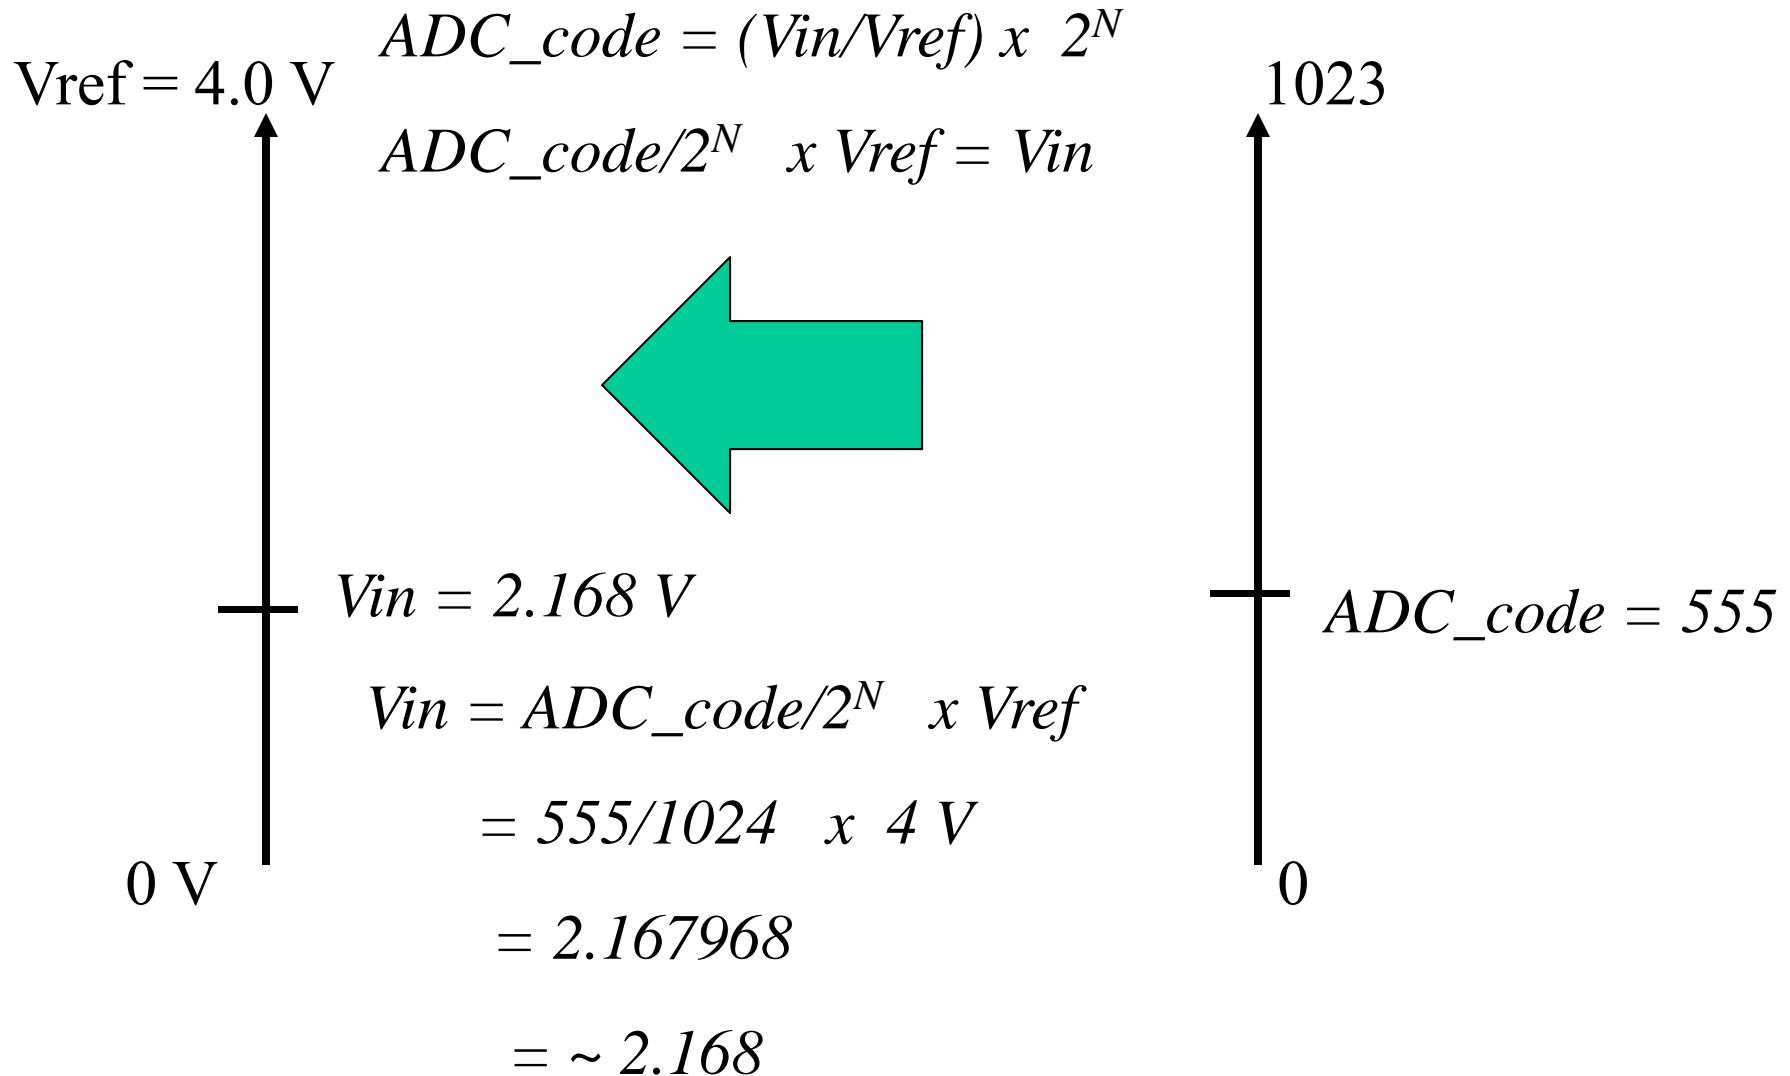 ADC_code = (Vin/Vref) x 2^N
Vref = 4.0 V
1023
ADC_code/2^N x Vref = Vin
Vin = 2.168 V
ADC_code = 555
Vin = ADC_code/2^N x Vref
= 555/1024 x 4 V
0 V
0
= 2.167968
= ~ 2.168